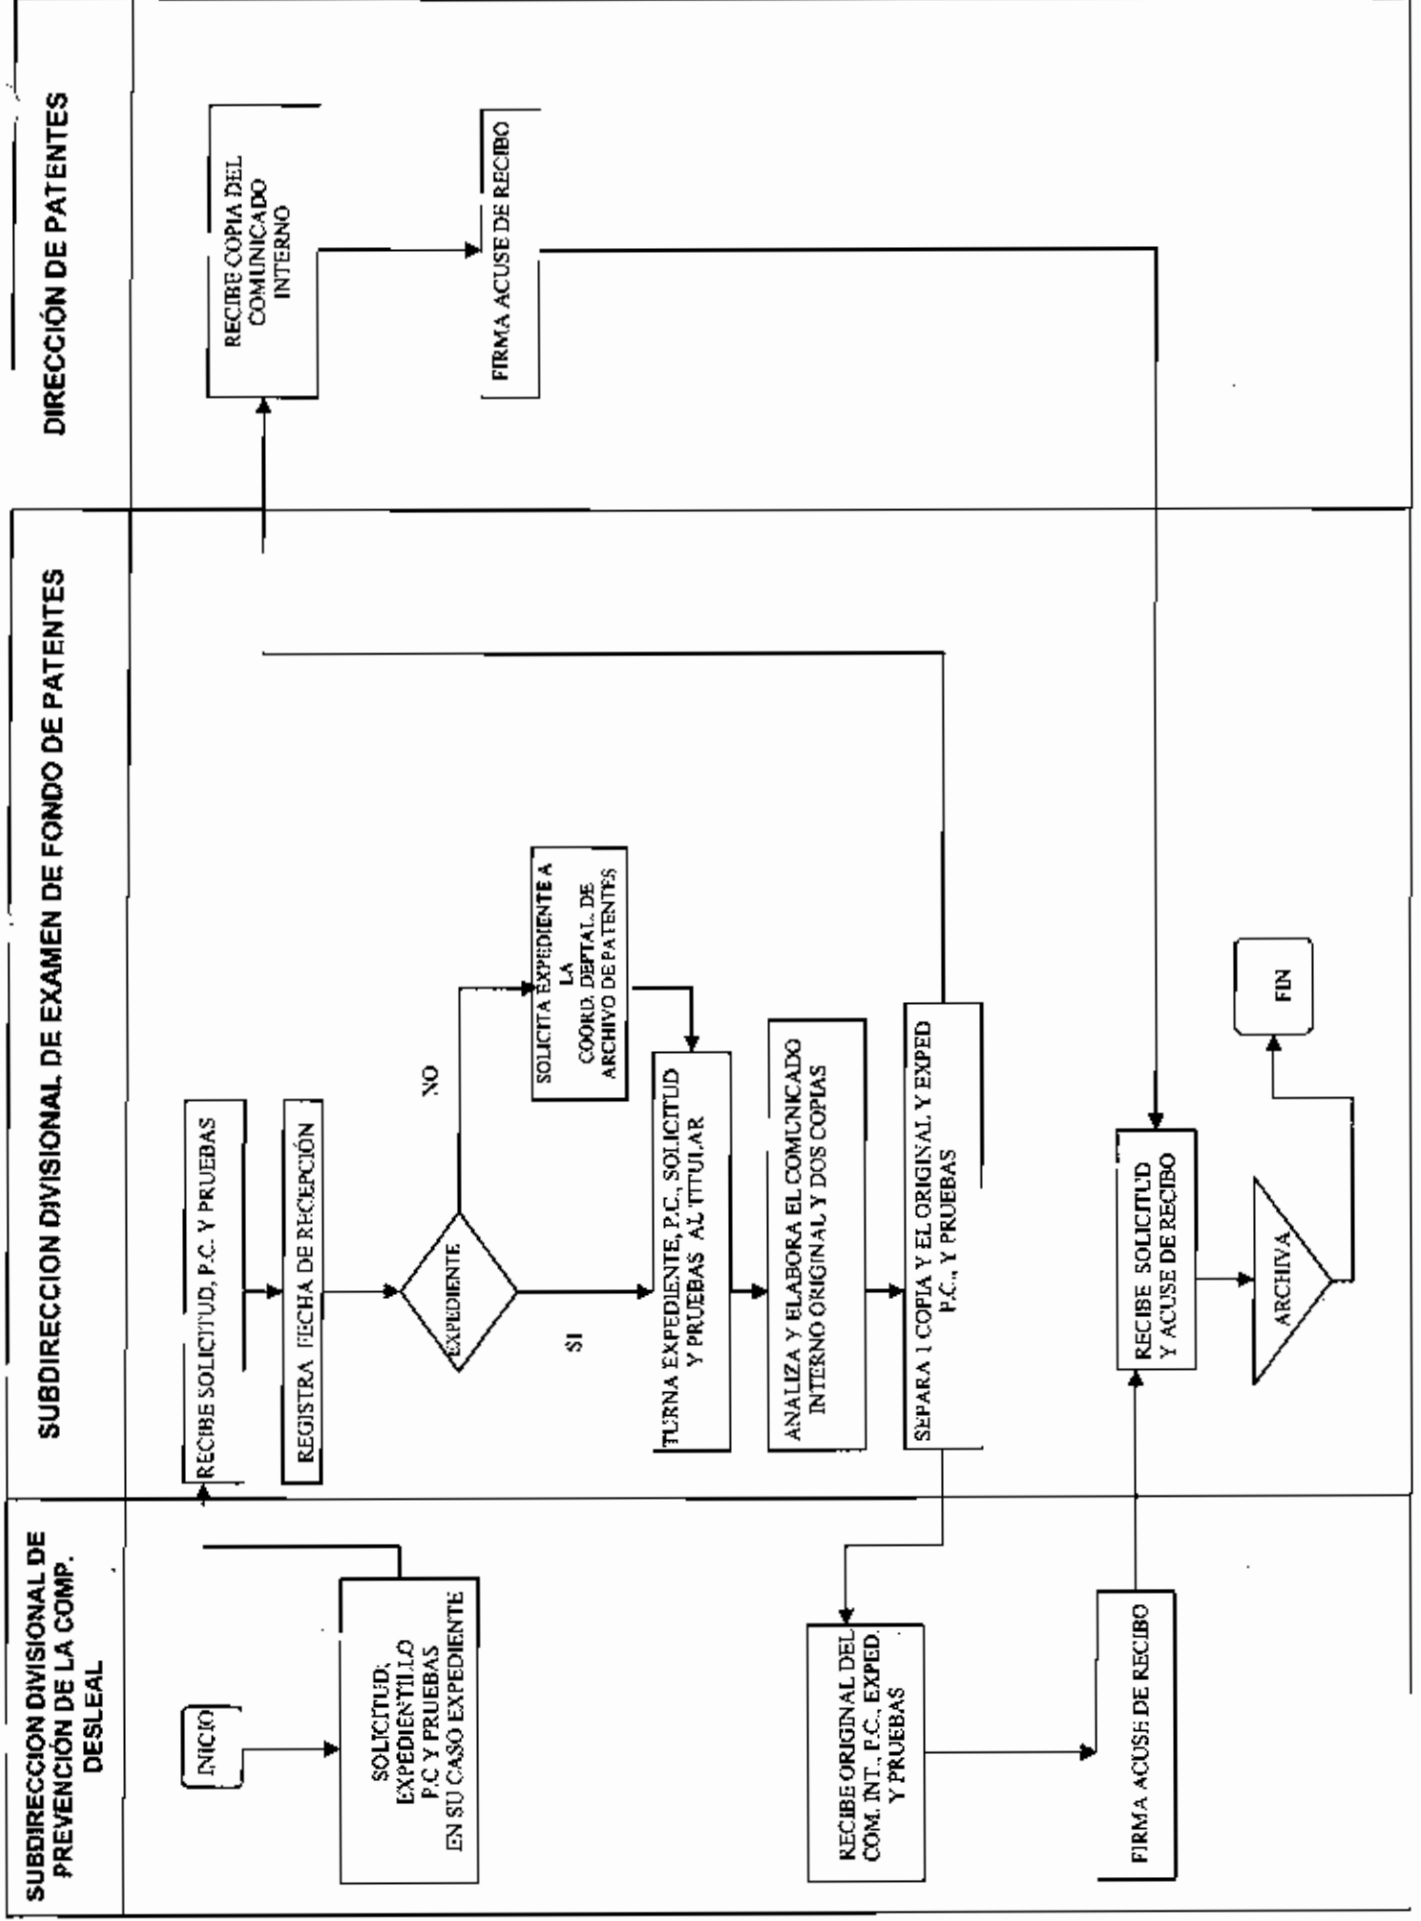 SUBDIRECCION DIVISIONAL DE
PREVENCIÓN DE LA COMP.
DESLEAL
SUBDIRECCION DIVISIONAL DE EXAMEN DE FONDO DE PATENTES
DIRECCIÓN DE PATENTES
INICIO
SOLICITUD,
EXPEDIENTILLO
P.C Y PRUEBAS
EN SU CASO EXPEDIENTE
RECIBE SOLICITUD, P.C. Y PRUEBAS
REGISTRA FECHA DE RECEPCIÓN
EXPEDIENTE
NO
SI
SOLICITA EXPEDIENTE A
LA
COORD. DEPTAL. DE
ARCHIVO DE PATENTES
TURNA EXPEDIENTE, P.C., SOLICITUD
Y PRUEBAS AL TITULAR
ANALIZA Y ELABORA EL COMUNICADO
INTERNO ORIGINAL Y DOS COPIAS
SEPARA 1 COPIA Y EL ORIGINAL Y EXPED
P.C., Y PRUEBAS
RECIBE COPIA DEL
COMUNICADO
INTERNO
FIRMA ACUSE DE RECIBO
RECIBE ORIGINAL DEL
COM. INT., P.C., EXPED.
Y PRUEBAS
FIRMA ACUSE DE RECIBO
RECIBE SOLICITUD
Y ACUSE DE RECIBO
ARCHIVA
FIN